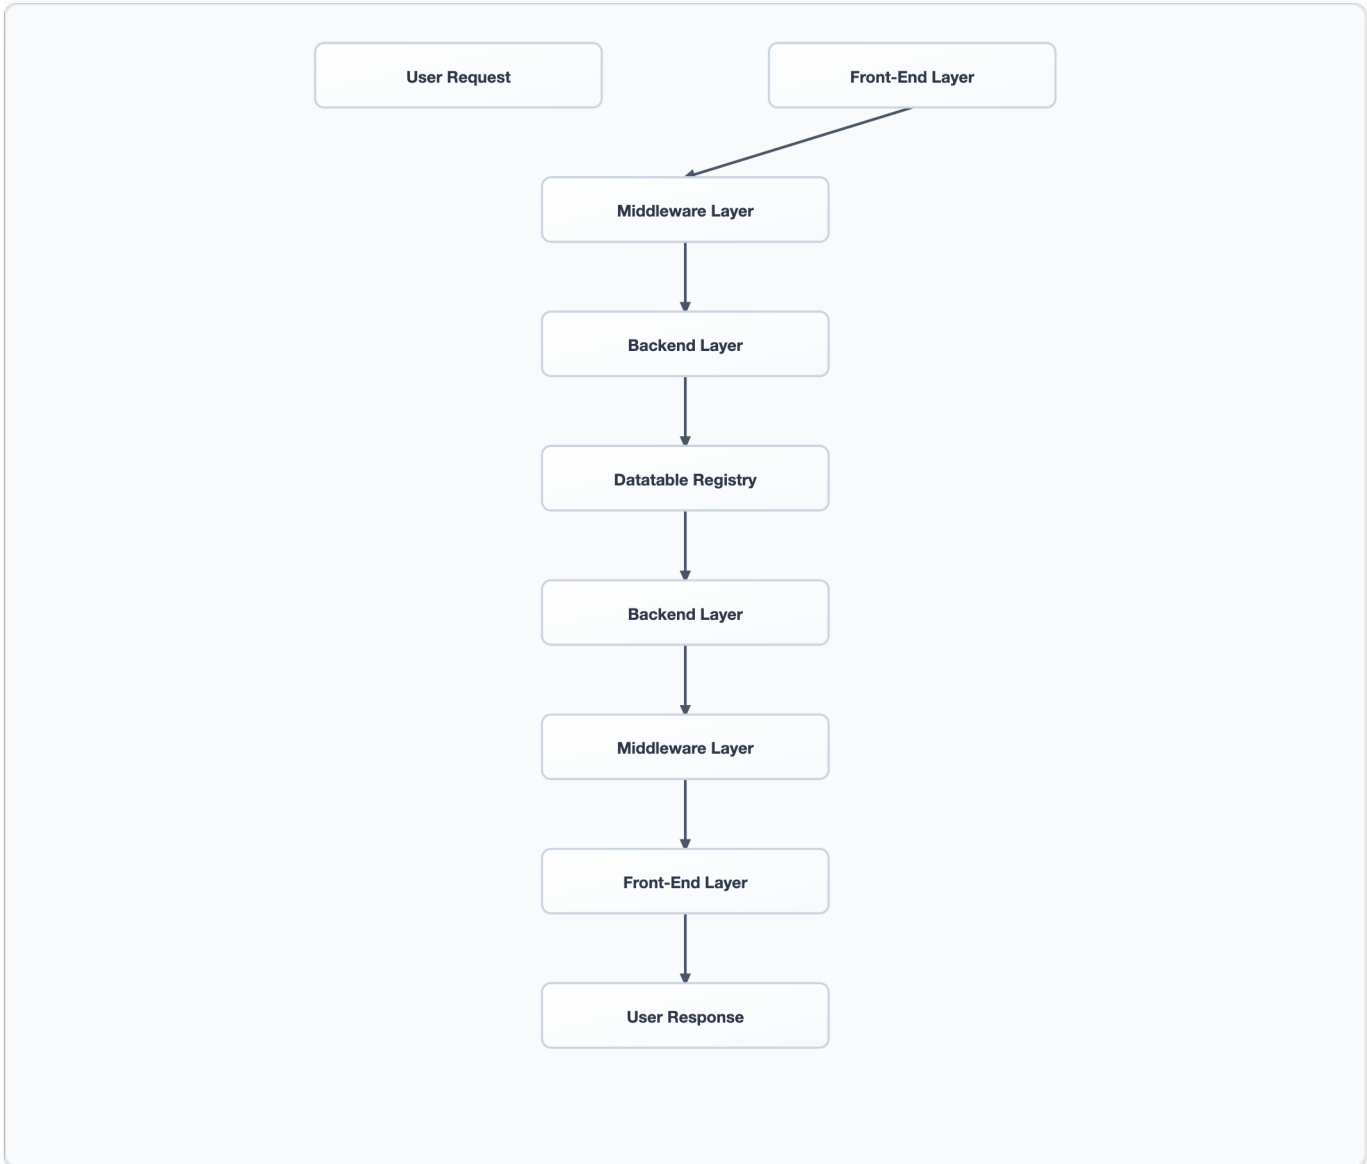 User Request
Front-End Layer
Middleware Layer
Backend Layer
Datatable Registry
Backend Layer
Middleware Layer
Front-End Layer
User Response